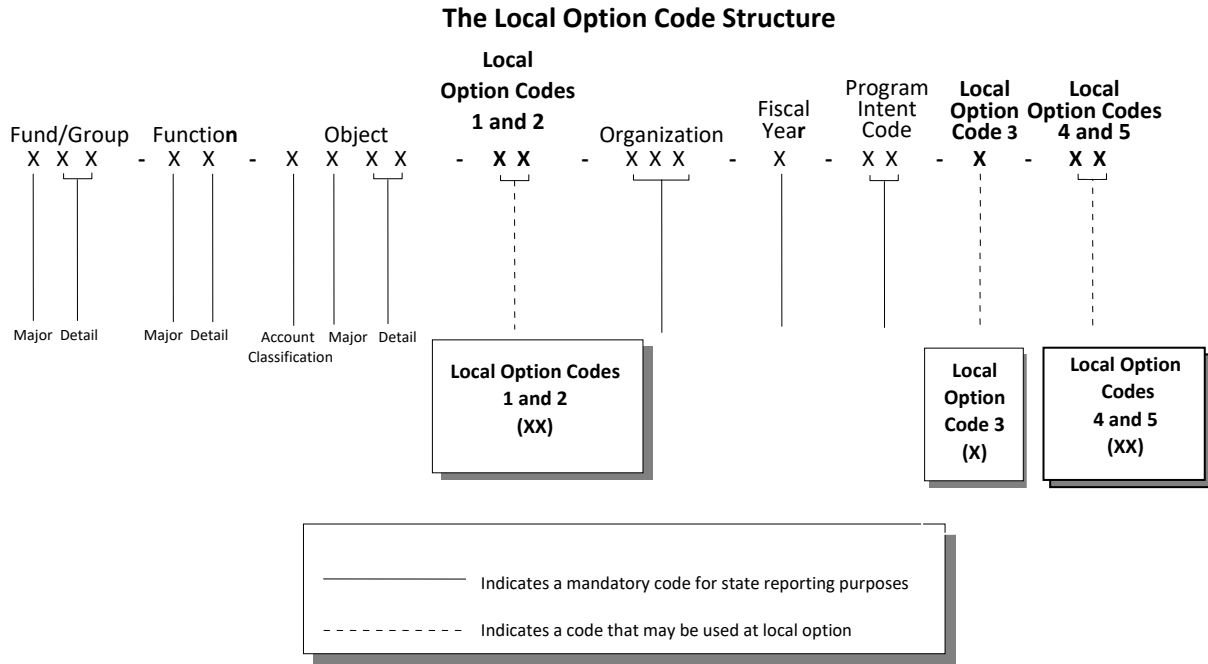 The Local Option Code Structure
Local
Option Codes
1 and 2
Fund/Group
Function
Object
Organization
Fiscal
Year
Program
Intent
Code
Local
Option
Code 3
Local
Option Codes
4 and 5
X X X - X X - X X X X - X X - X X X - X - X X - X - X X
Major Detail Major Detail Account Major Detail
Classification
Local Option Codes
1 and 2
(XX)
Local
Option
Code 3
(X)
Local Option
Codes
4 and 5
(XX)
Indicates a mandatory code for state reporting purposes
Indicates a code that may be used at local option